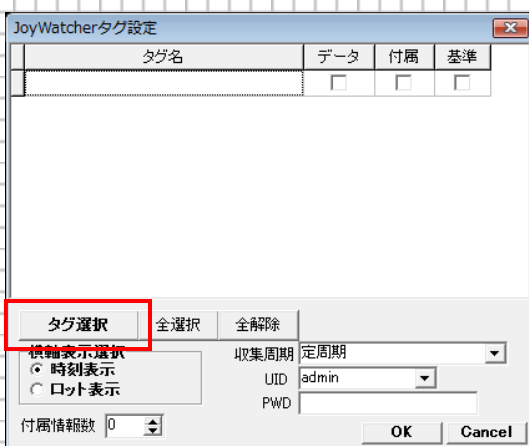 JoyWatcherタグ設定
タグ名 データ 付属 基準
タグ選択 全選択 全解除
横軸表示選択
時刻表示
ロット表示
収集周期 定周期
UID admin
PWD
付属情報数 0
OK Cancel